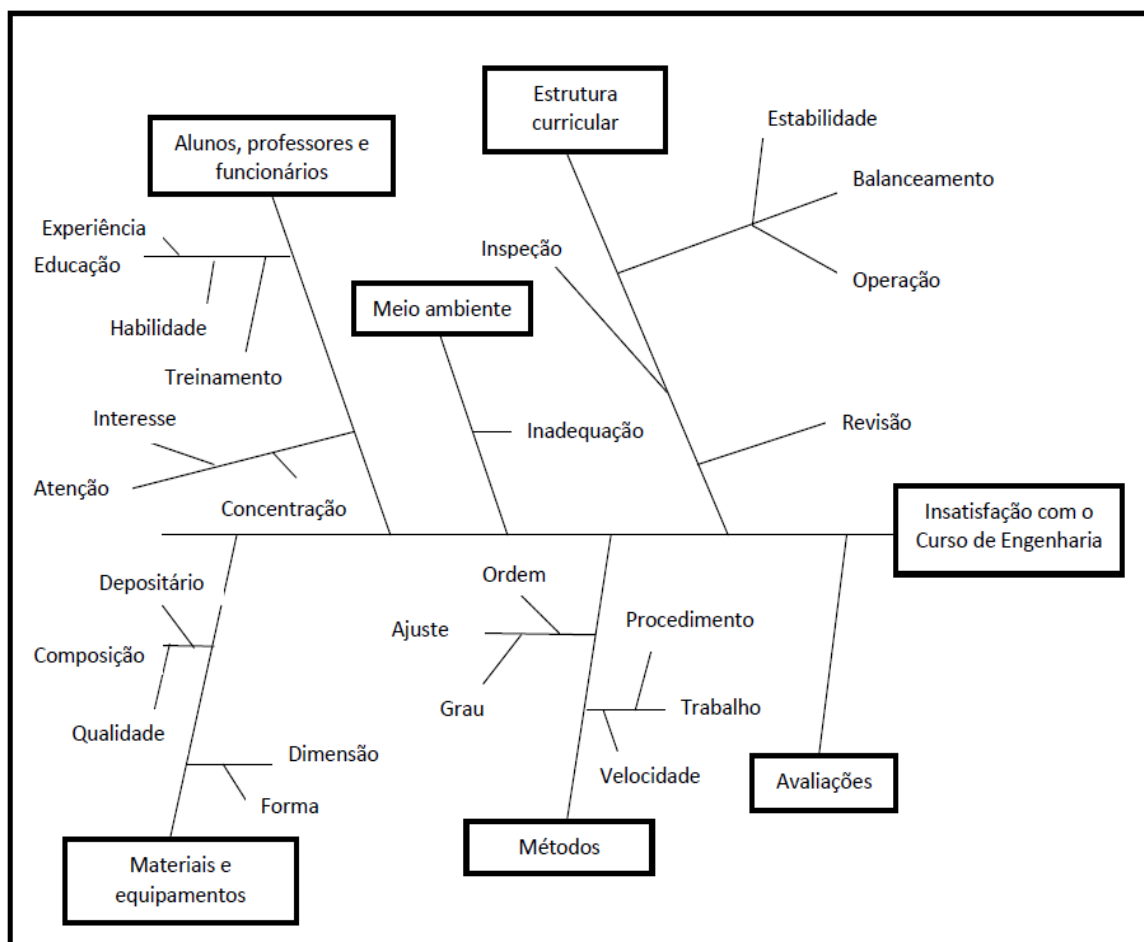 Estrutura
curricular
Estabilidade
Alunos, professores e
funcionários
Balanceamento
Experiência
Inspeção
Educação
Operação
Meio ambiente
Habilidade
Treinamento
Interesse
Inadequação
Revisão
Atenção
Concentração
Insatisfação com o
Curso de Engenharia
Depositário
Ordem
Procedimento
Ajuste
Composição
Grau
Trabalho
Qualidade
Dimensão
Velocidade
Avaliações
Forma
Métodos
Materiais e
equipamentos